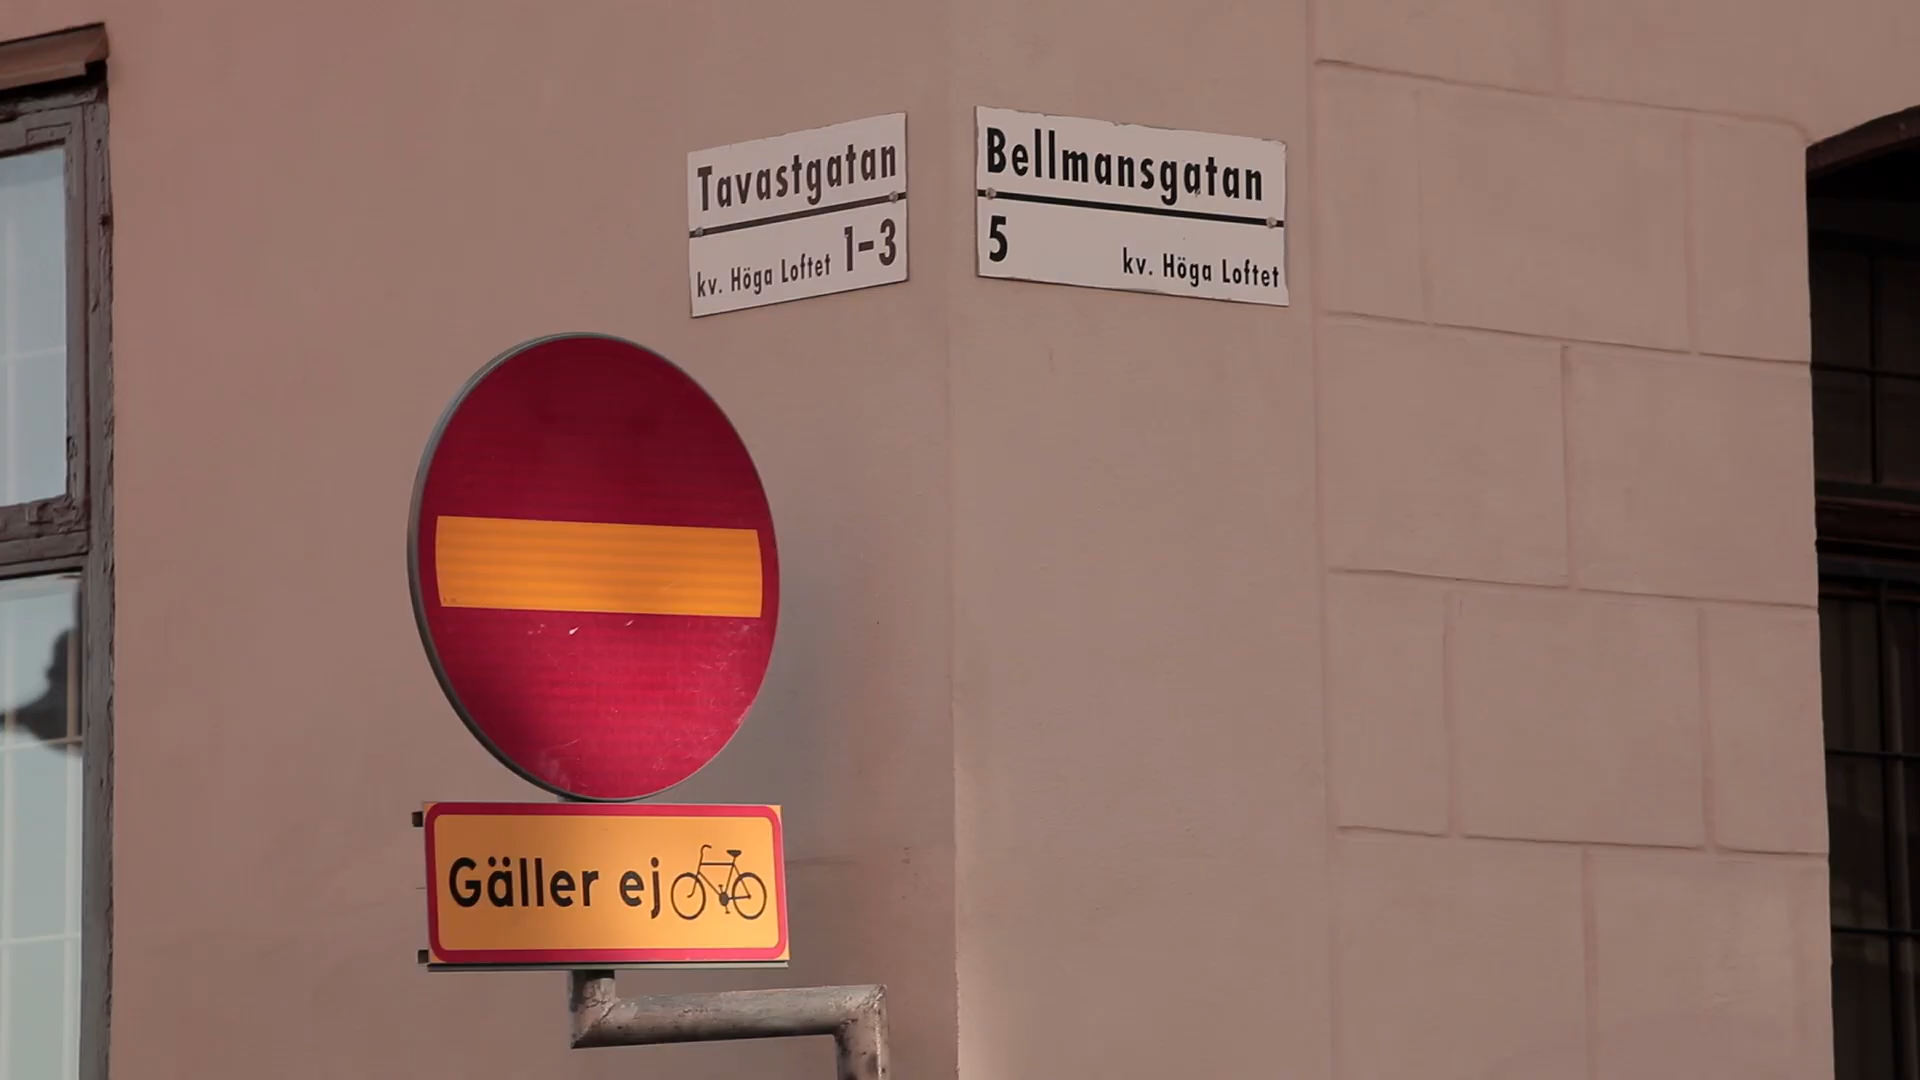 Tavastgatan
kv. Höga Loftet 1-3
Bellmansgatan
5 kv. Höga Loftet
Gäller ej